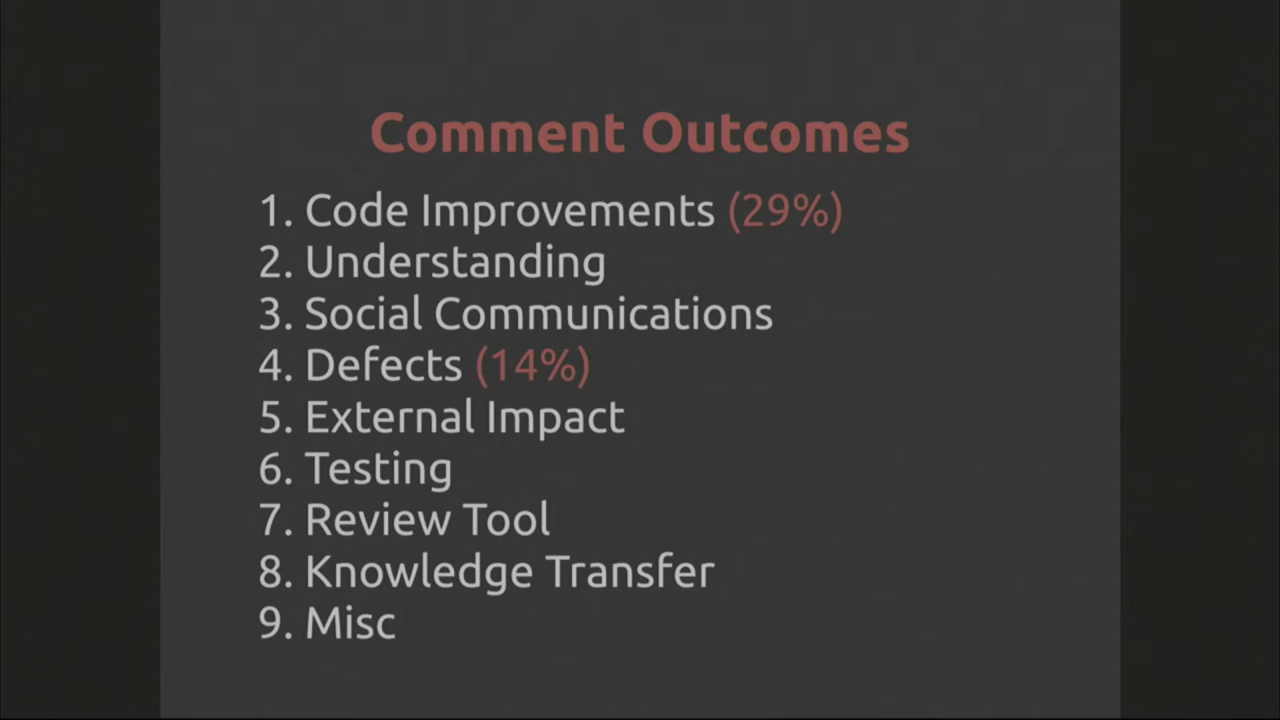 Comment Outcomes
1. Code Improvements (29%)
2. Understanding
3. Social Communications
4. Defects (14%)
5. External Impact
6. Testing
7. Review Tool
8. Knowledge Transfer
9. Misc